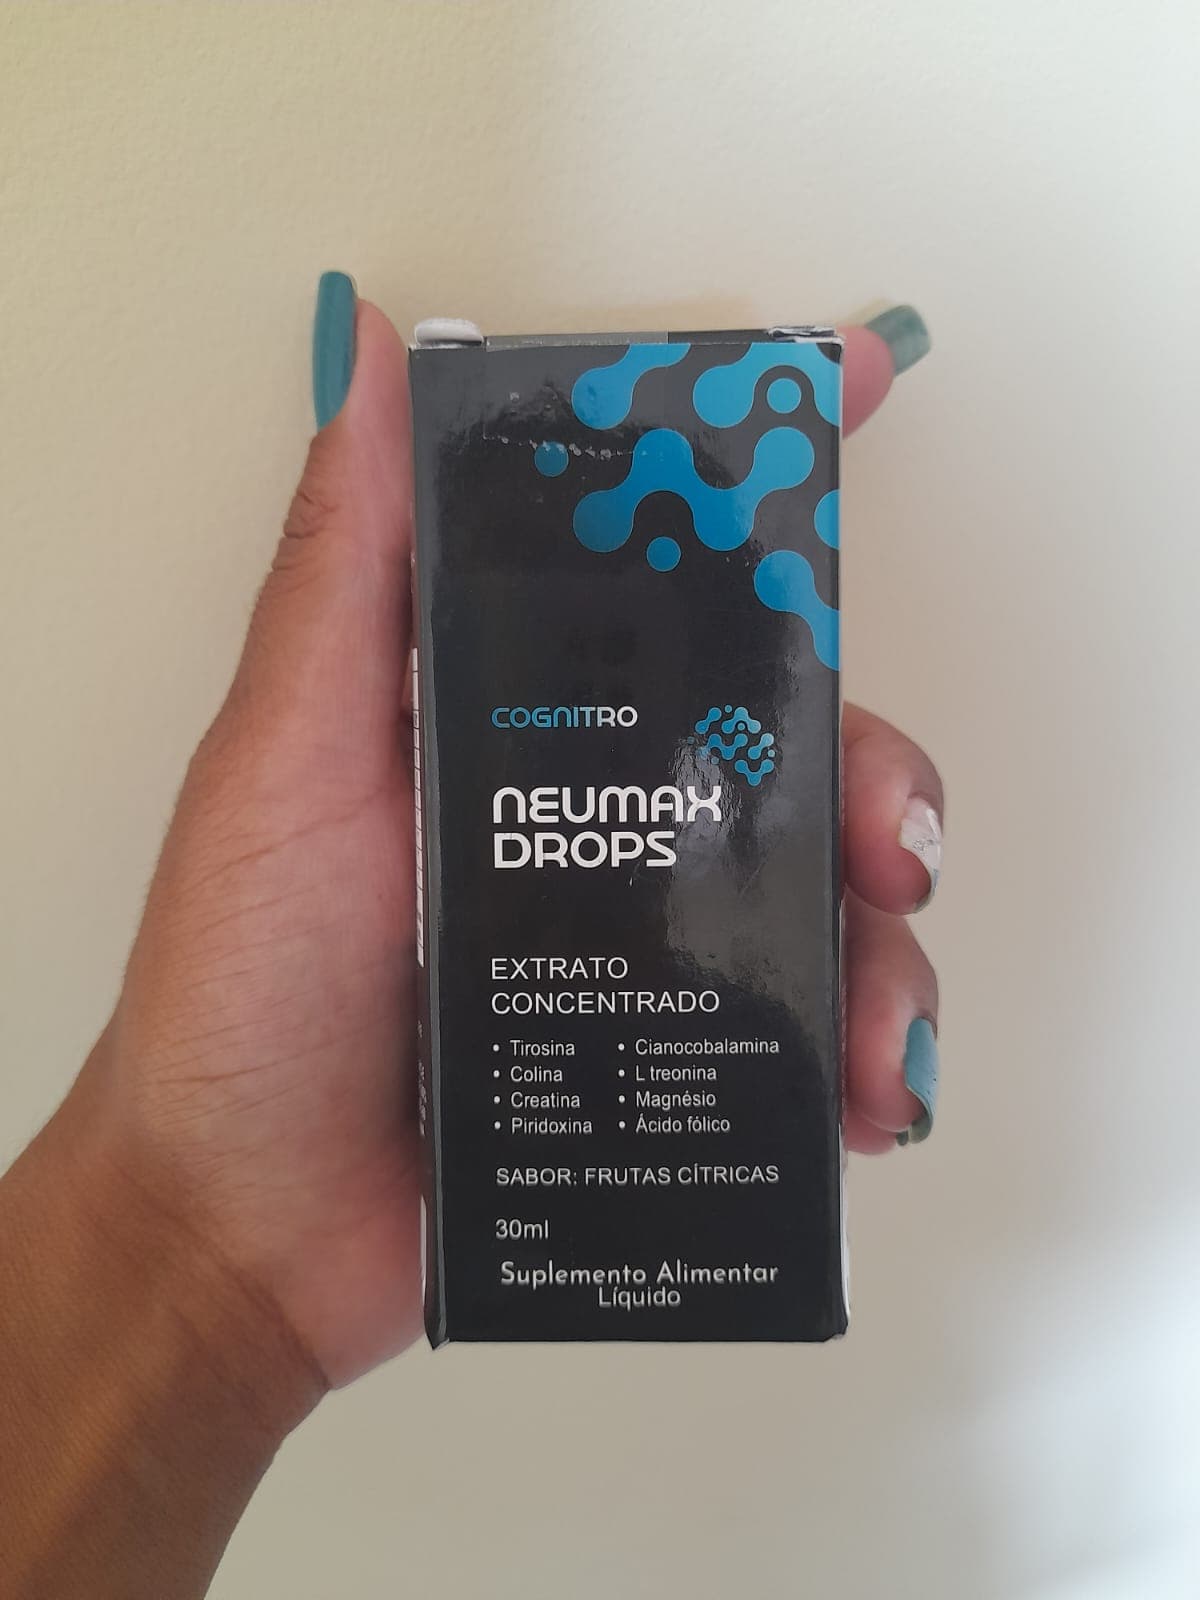 COGNITRO
NEUMAX
DROPS
EXTRATO
CONCENTRADO
• Tirosina
• Colina
• Creatina
• Piridoxina
• Cianocobalamina
• L treonina
• Magnésio
• Ácido fólico
SABOR: FRUTAS CÍTRICAS
30ml
Suplemento Alimentar
Líquido